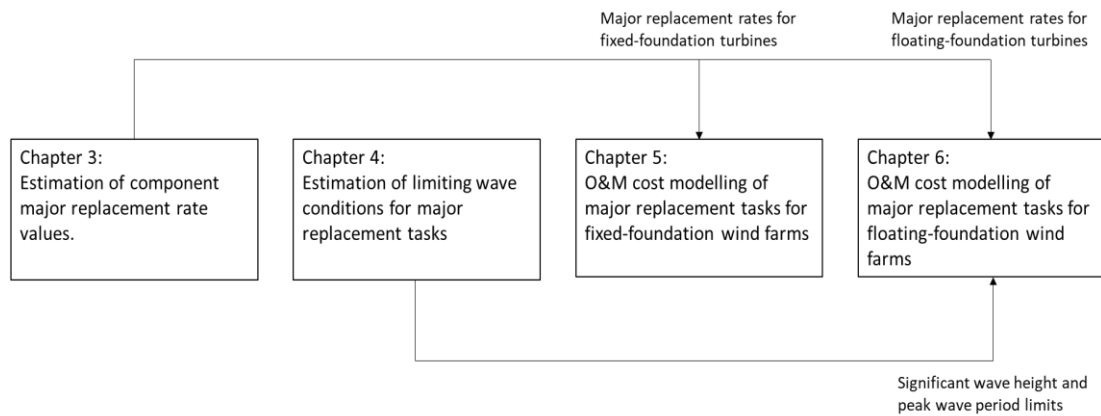 Major replacement rates for
fixed-foundation turbines
Major replacement rates for
floating-foundation turbines
Chapter 3:
Estimation of component
major replacement rate
values.
Chapter 4:
Estimation of limiting wave
conditions for major
replacement tasks
Chapter 5:
O&M cost modelling of
major replacement tasks for
fixed-foundation wind farms
Chapter 6:
O&M cost modelling of
major replacement tasks for
floating-foundation wind
farms
Significant wave height and
peak wave period limits